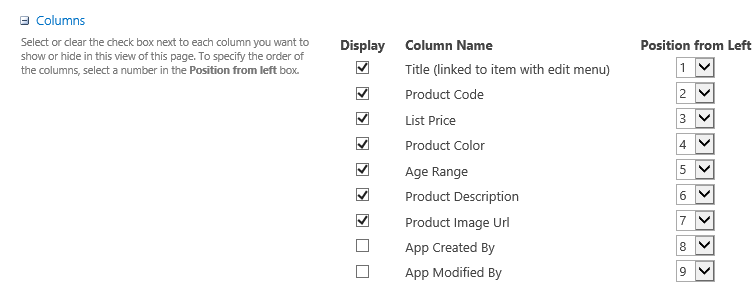 Columns
Select or clear the check box next to each column you want to
show or hide in this view of this page. To specify the order of
the columns, select a number in the Position from left box.
Display Column Name Position from Left
Title (linked to item with edit menu) 1
Product Code 2
List Price 3
Product Color 4
Age Range 5
Product Description 6
Product Image Url 7
App Created By 8
App Modified By 9